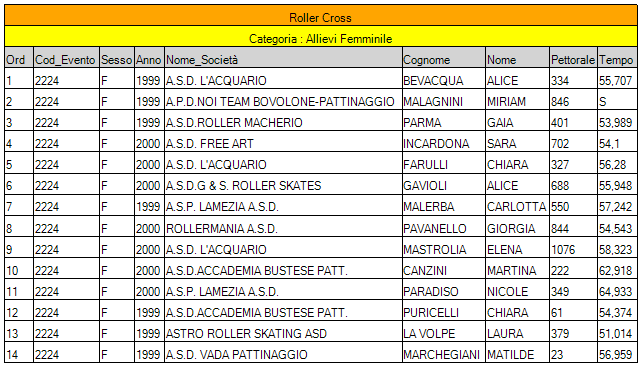 Roller Cross
Categoria : Allievi Femminile
Ord Cod_Evento Sesso Anno Nome_Società Cognome Nome Pettorale Tempo
1 2224 F 1999 A.S.D. L'ACQUARIO BEVACQUA ALICE 334 55,707
2 2224 F 1999 A.P.D.NOI TEAM BOVOLONE-PATTINAGGIO MALAGNINI MIRIAM 846 S
3 2224 F 1999 A.S.D.ROLLER MACHERIO PARMA GAIA 401 53,989
4 2224 F 2000 A.S.D. FREE ART INCARDONA SARA 702 54,1
5 2224 F 2000 A.S.D. L'ACQUARIO FARULLI CHIARA 327 56,28
6 2224 F 2000 A.S.D.G & S. ROLLER SKATES GAVIOLI ALICE 688 55,948
7 2224 F 1999 A.S.P. LAMEZIA A.S.D. MALERBA CARLOTTA 550 57,242
8 2224 F 2000 ROLLERMANIA A.S.D. PAVANELLO GIORGIA 844 54,543
9 2224 F 2000 A.S.D. L'ACQUARIO MASTROLIA ELENA 1076 58,323
10 2224 F 2000 A.S.D.ACCADEMIA BUSTESE PATT. CANZINI MARTINA 222 62,918
11 2224 F 2000 A.S.P. LAMEZIA A.S.D. PARADISO NICOLE 349 64,933
12 2224 F 1999 A.S.D.ACCADEMIA BUSTESE PATT. PURICELLI CHIARA 61 54,374
13 2224 F 1999 ASTRO ROLLER SKATING ASD LA VOLPE LAURA 379 51,014
14 2224 F 1999 A.S.D. VADA PATTINAGGIO MARCHEGIANI MATILDE 23 56,959